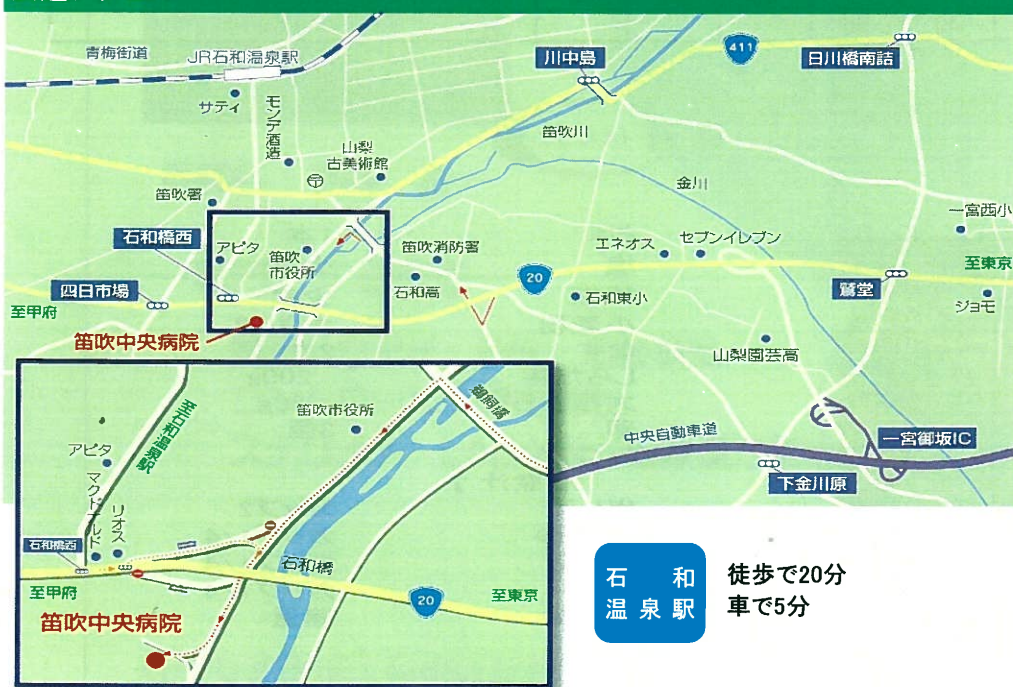 青梅街道
JR石和温泉駅
川中島
411
日川橋南詰
サティ
モンデ酒造
笛吹川
山梨
古美術館
金川
笛吹署
一宮西小
石和橋西
アピタ
笛吹
市役所
笛吹消防署
エネオス
セブンイレブン
至東京
四日市場
石和高
20
石和東小
鷺堂
ジョモ
至甲府
笛吹中央病院
山梨園芸高
中央自動車道
一宮御坂IC
下金川原
至石和温泉駅
笛吹市役所
鵜飼橋
アピタ
マクドナルド
リオス
石和橋西
石和橋
至甲府
20
至東京
笛吹中央病院
石和
温泉駅
徒歩で20分
車で5分